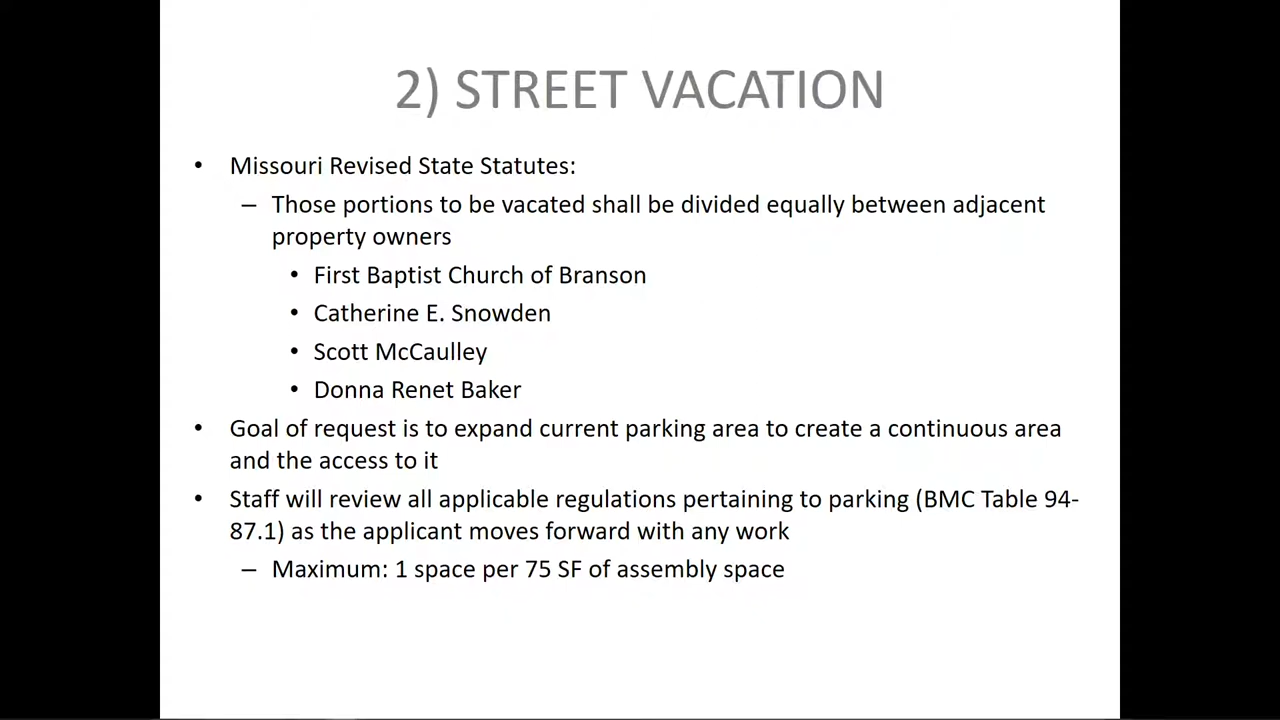 2) STREET VACATION
• Missouri Revised State Statutes:
– Those portions to be vacated shall be divided equally between adjacent
property owners
• First Baptist Church of Branson
• Catherine E. Snowden
• Scott McCaulley
• Donna Renet Baker
• Goal of request is to expand current parking area to create a continuous area
and the access to it
• Staff will review all applicable regulations pertaining to parking (BMC Table 94-
87.1) as the applicant moves forward with any work
– Maximum: 1 space per 75 SF of assembly space